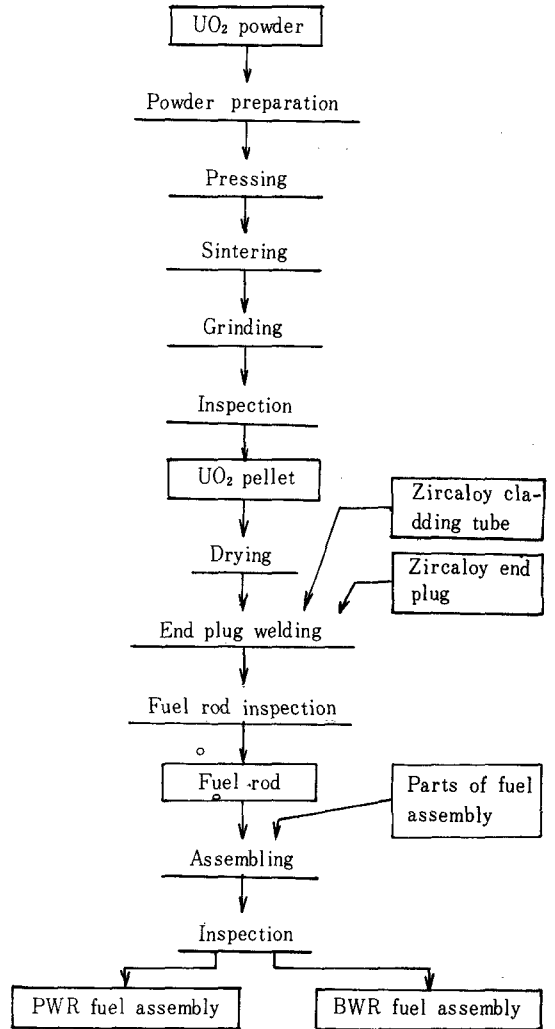 UO₂ powder
Powder preparation
Pressing
Sintering
Grinding
Inspection
UO₂ pellet
Zircaloy cla-
dding tube
Drying
Zircaloy end
plug
End plug welding
Fuel rod inspection
Fuel rod
Parts of fuel
assembly
Assembling
Inspection
PWR fuel assembly
BWR fuel assembly